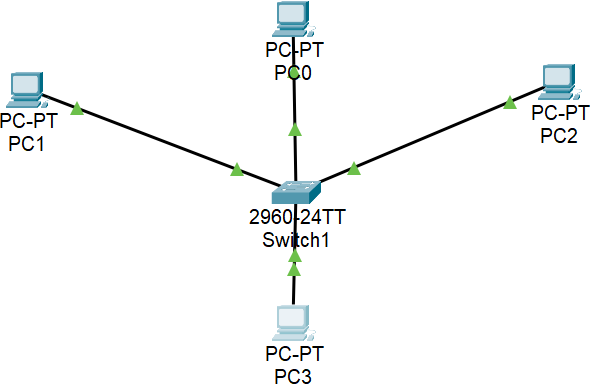 PC-PT
PC0
PC-PT
PC1
PC-PT
PC2
2960-24TT
Switch1
PC-PT
PC3